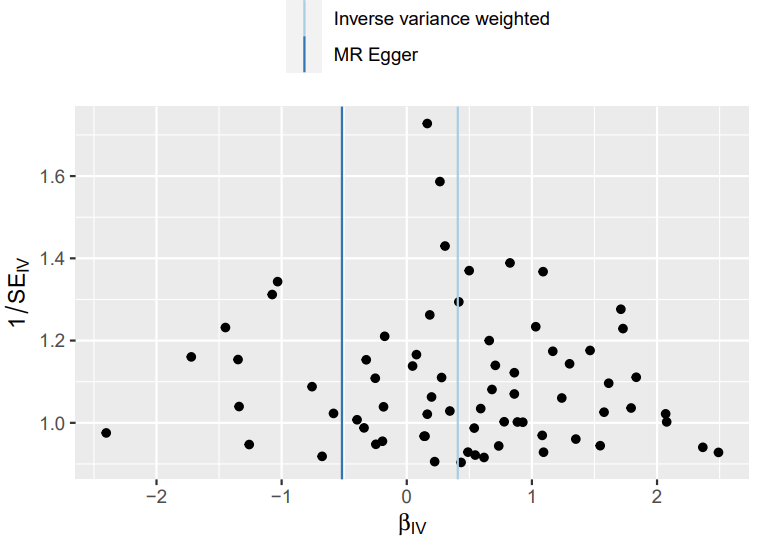 Inverse variance weighted
MR Egger
1/SE_IV
1.6
1.4
1.2
1.0
−2 −1 0 1 2
β_IV